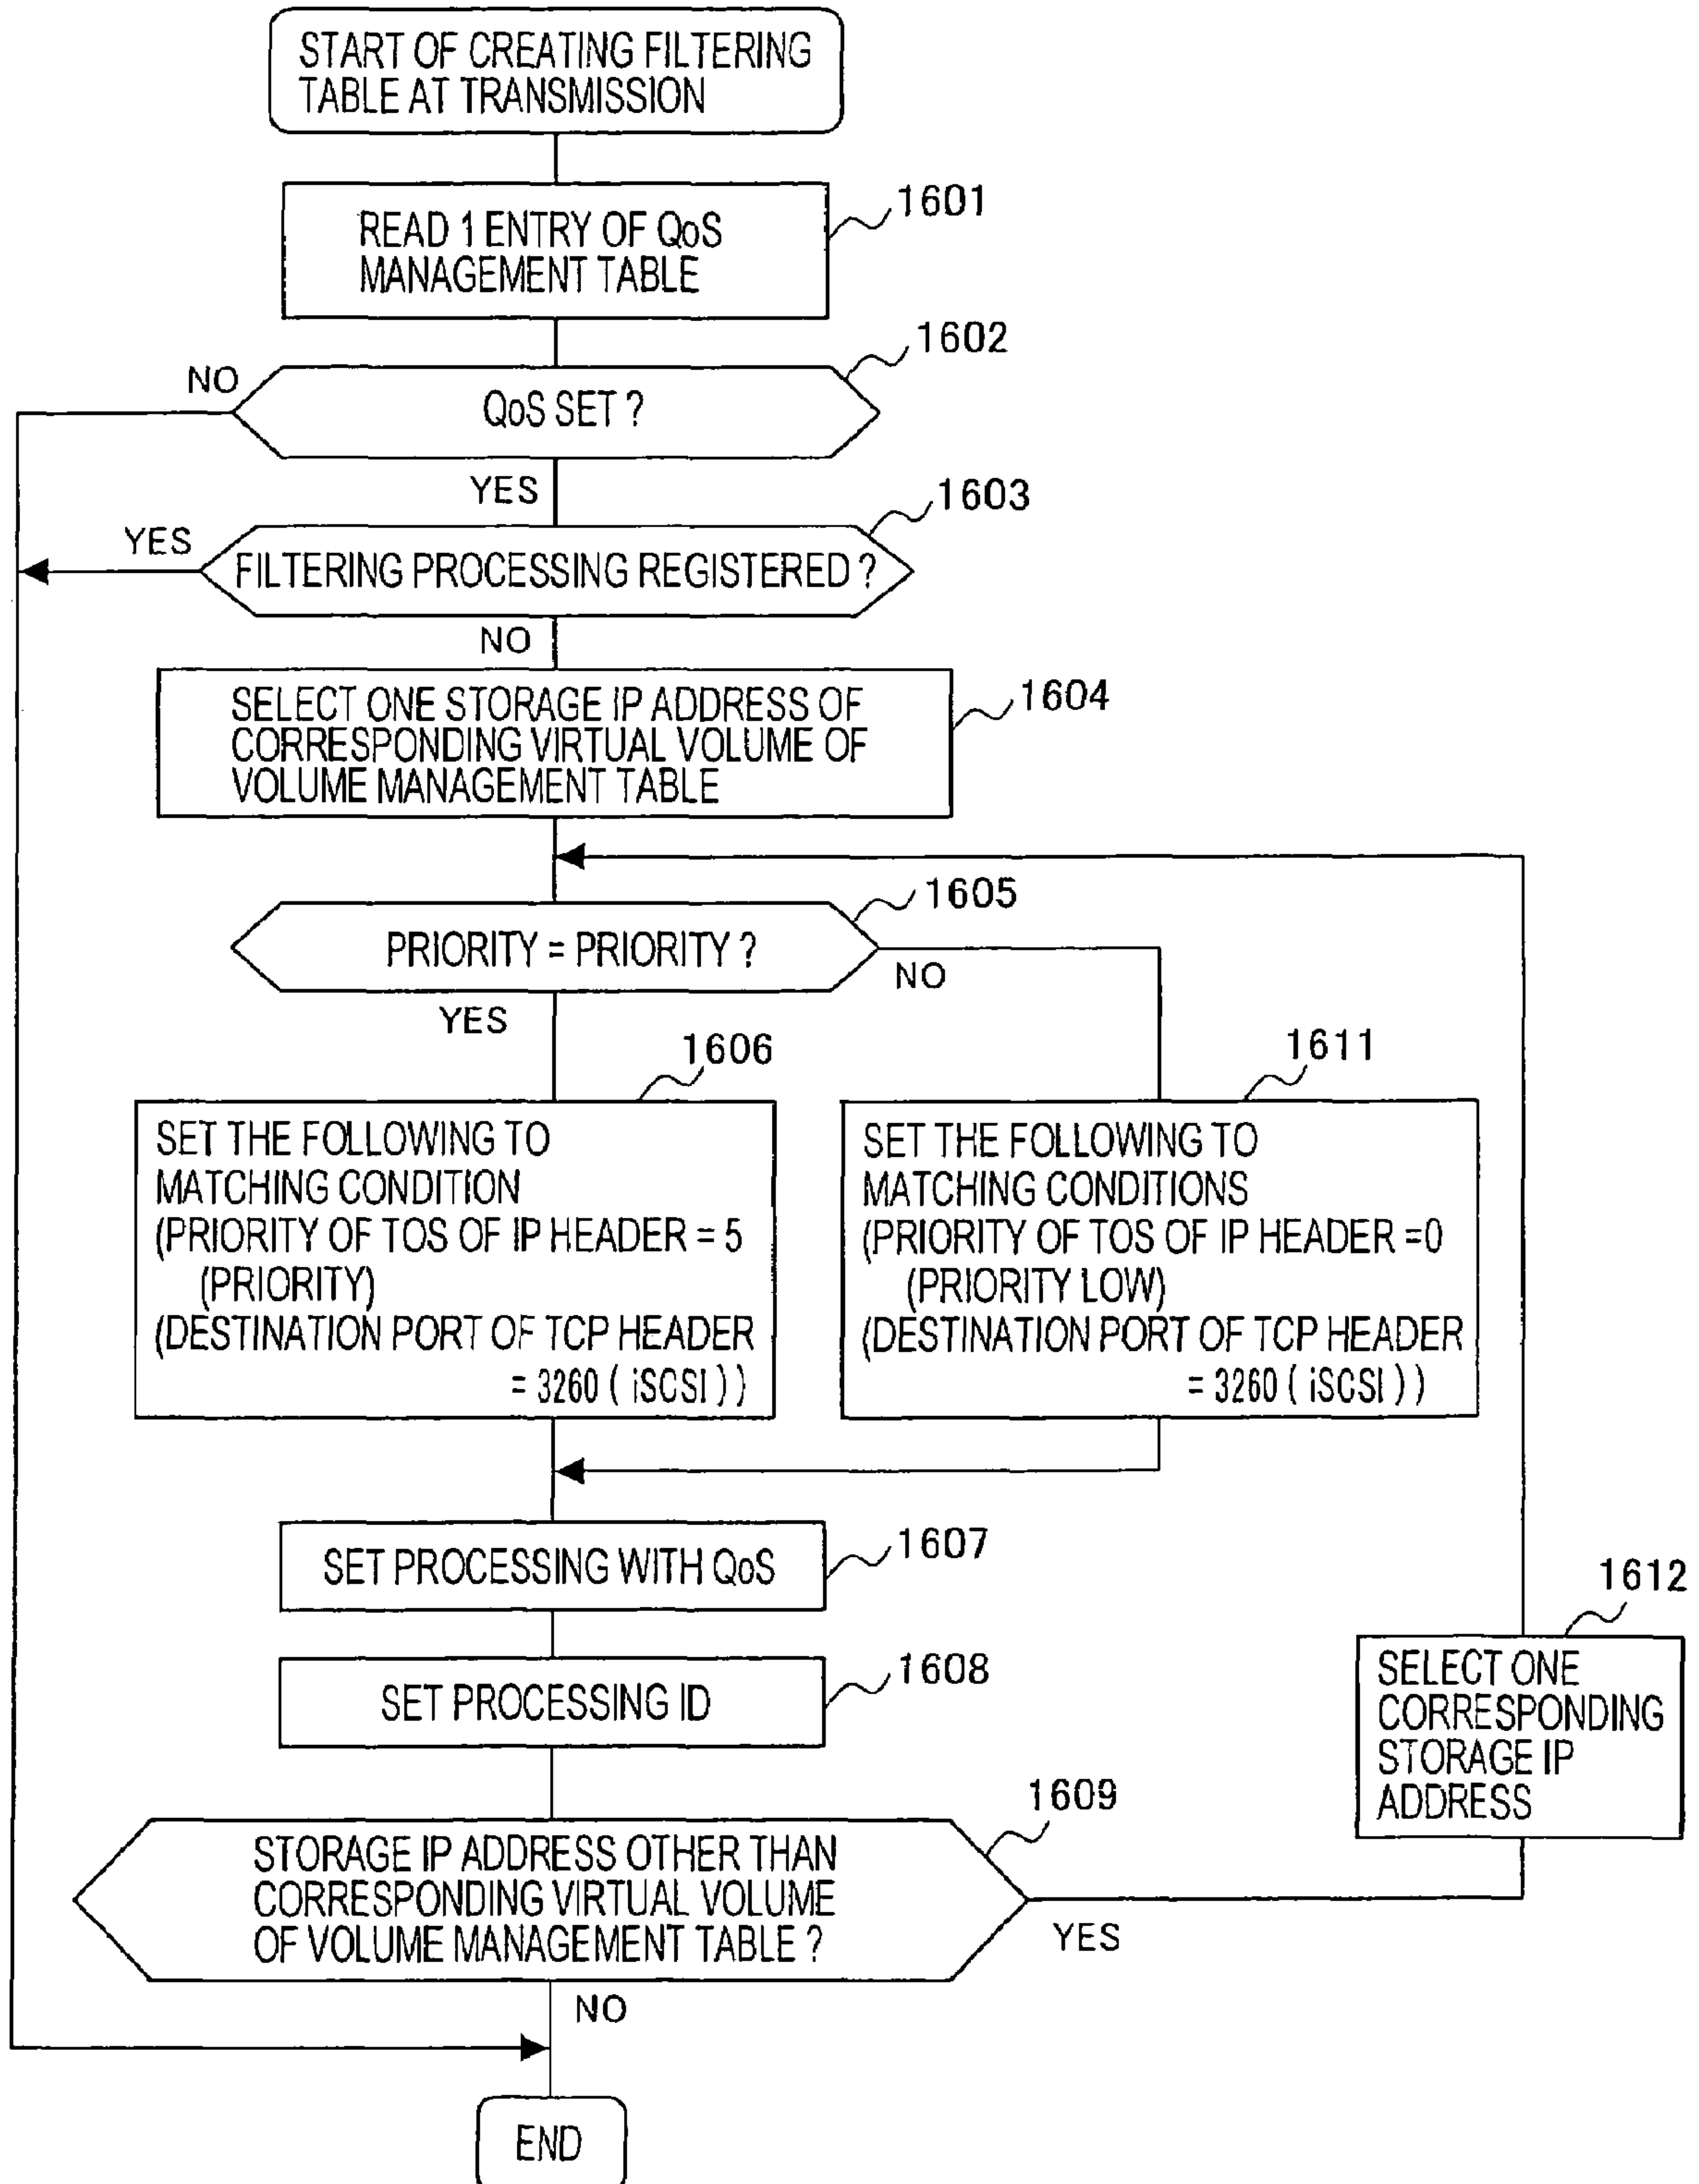 START OF CREATING FILTERING
TABLE AT TRANSMISSION
1601
READ 1 ENTRY OF QoS
MANAGEMENT TABLE
1602
NO
QoS SET ?
YES
1603
YES
FILTERING PROCESSING REGISTERED ?
NO
1604
SELECT ONE STORAGE IP ADDRESS OF
CORRESPONDING VIRTUAL VOLUME OF
VOLUME MANAGEMENT TABLE
1605
PRIORITY = PRIORITY ?
NO
YES
1606
SET THE FOLLOWING TO
MATCHING CONDITION
(PRIORITY OF TOS OF IP HEADER = 5
(PRIORITY)
(DESTINATION PORT OF TCP HEADER
= 3260 ( iSCSI ) )
1611
SET THE FOLLOWING TO
MATCHING CONDITIONS
(PRIORITY OF TOS OF IP HEADER =0
(PRIORITY LOW)
(DESTINATION PORT OF TCP HEADER
= 3260 ( iSCSI ) )
1607
SET PROCESSING WITH QoS
1608
SET PROCESSING ID
1612
SELECT ONE
CORRESPONDING
STORAGE IP
ADDRESS
1609
STORAGE IP ADDRESS OTHER THAN
CORRESPONDING VIRTUAL VOLUME
OF VOLUME MANAGEMENT TABLE ?
YES
NO
END